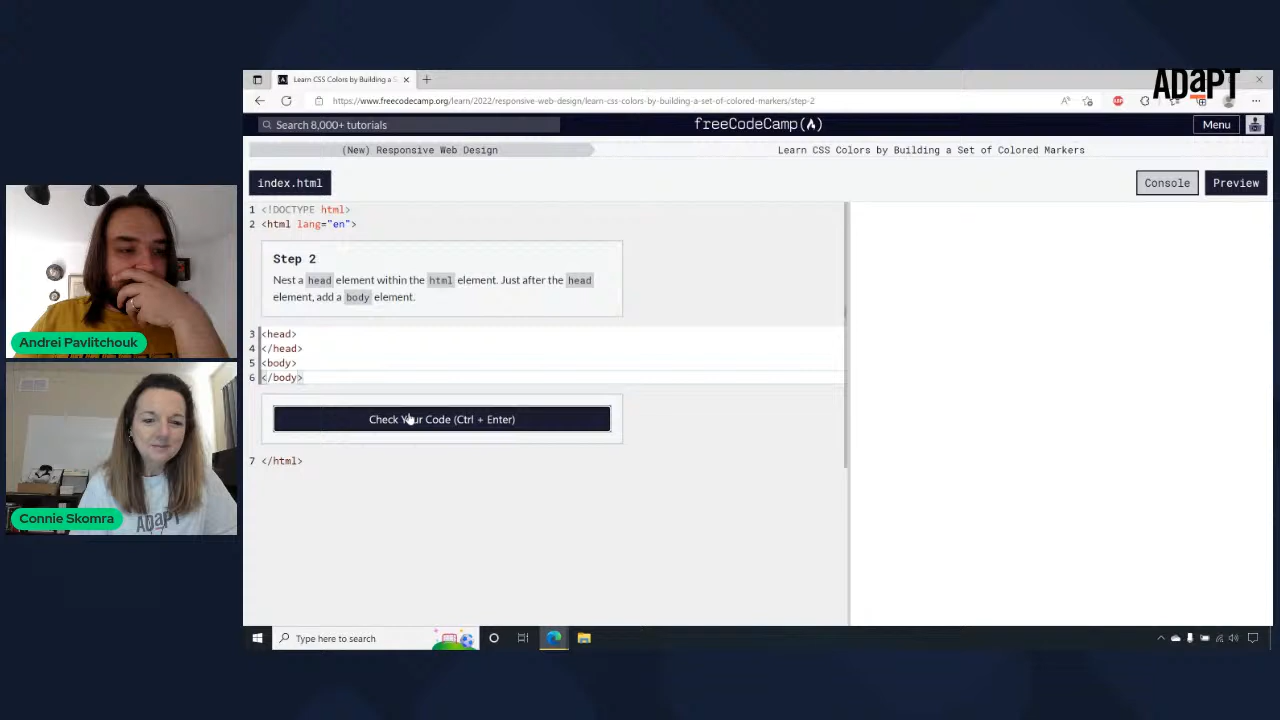 ADAPT
Learn CSS Colors by Building a S
https://www.freecodecamp.org/learn/2022/responsive-web-design/learn-css-colors-by-building-a-set-of-colored-markers/step-2
Search 8,000+ tutorials
freeCodeCamp
Menu
(New) Responsive Web Design
Learn CSS Colors by Building a Set of Colored Markers
index.html
Console
Preview
1 <!DOCTYPE html>
2 <html lang="en">
Step 2
Nest a head element within the html element. Just after the head
element, add a body element.
3 <head>
4 </head>
5 <body>
6 </body>
Check Your Code (Ctrl + Enter)
7 </html>
Andrei Pavlitchouk
ADAPT
Connie Skomra
Type here to search